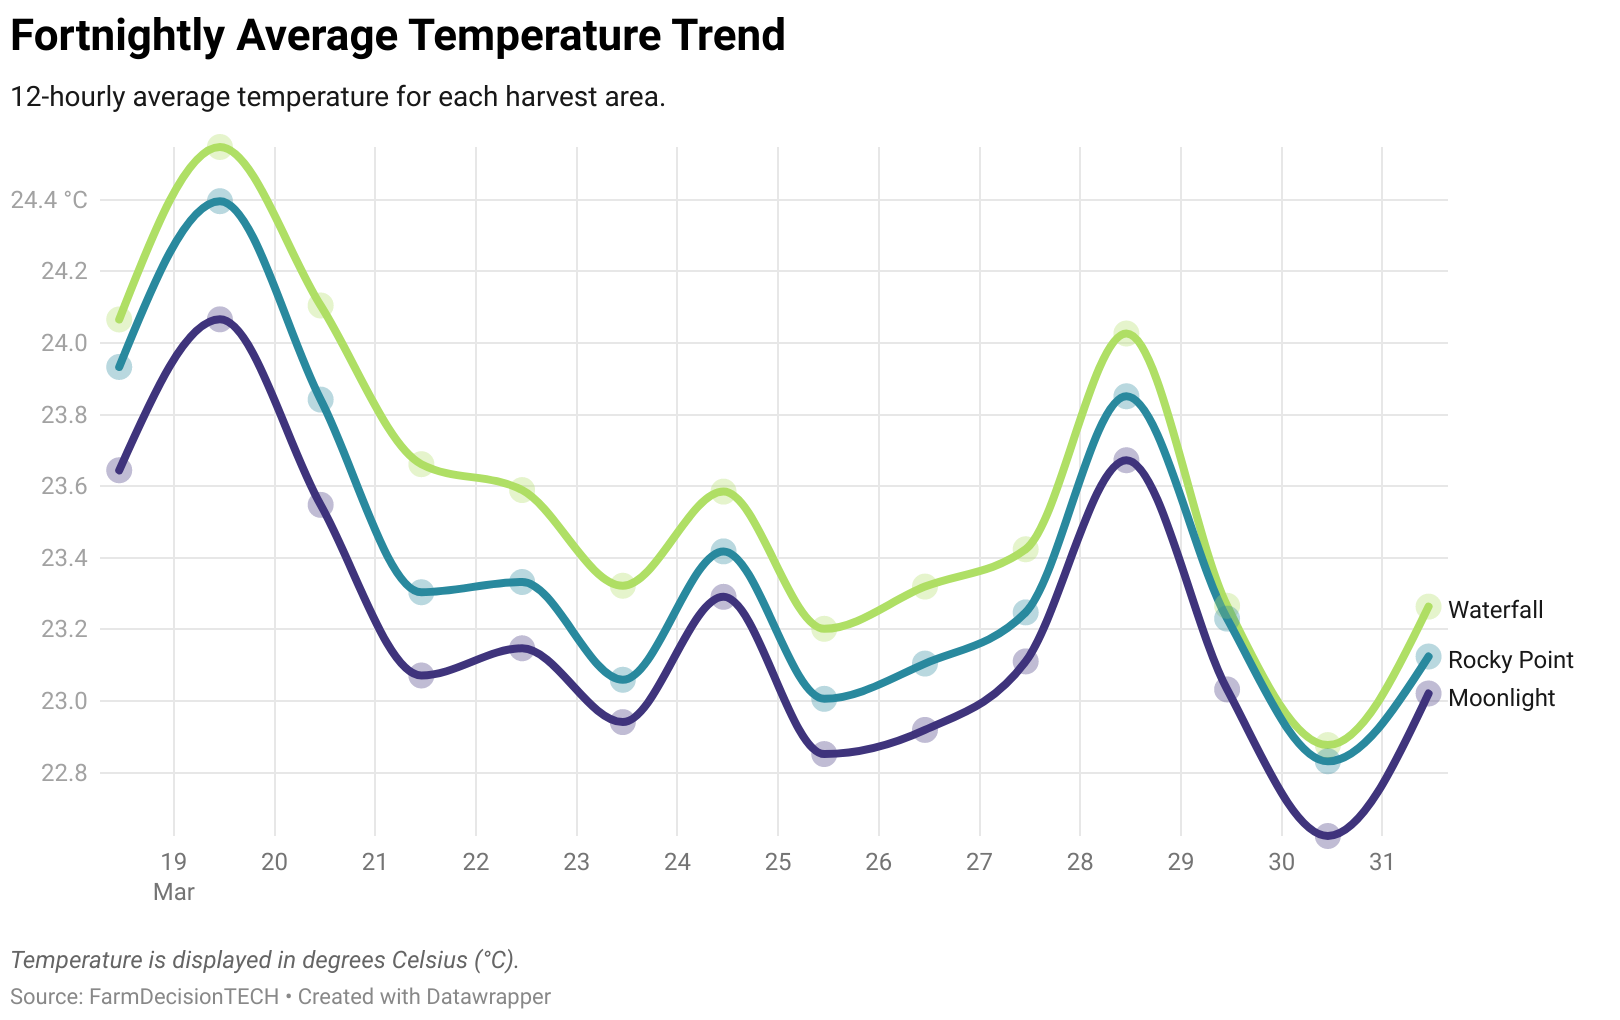 Fortnightly Average Temperature Trend
12-hourly average temperature for each harvest area.
24.4 °C
24.2
24.0
23.8
23.6
23.4
23.2
23.0
22.8
Waterfall
Rocky Point
Moonlight
19 20 21 22 23 24 25 26 27 28 29 30 31
Mar
Temperature is displayed in degrees Celsius (°C).
Source: FarmDecisionTECH • Created with Datawrapper